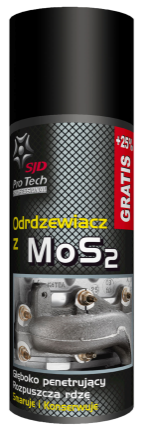 SJD
Pro Tech
+25%
GRATIS
Odrdzewiacz
z MoS2
Głęboko penetrujący
Rozpuszcza rdzę
Smaruje i Konserwuje